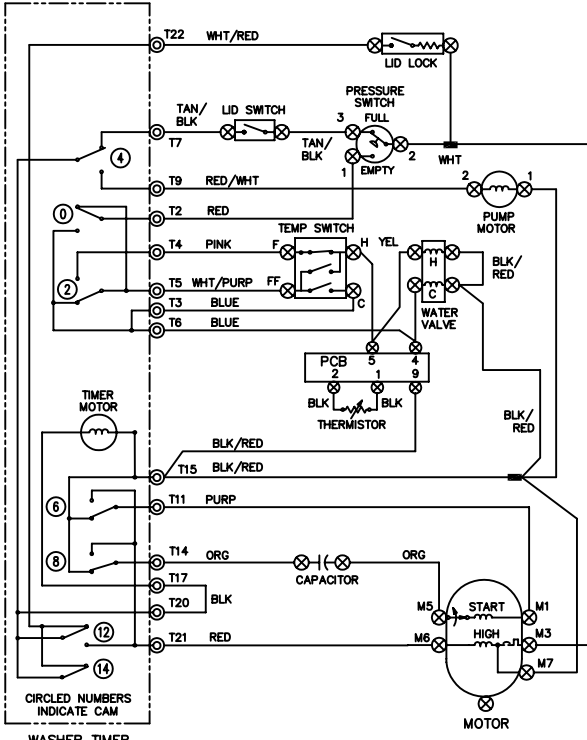 T22 WHT/RED
LID LOCK
TAN/
BLK
T7
LID SWITCH
TAN/
BLK
PRESSURE
SWITCH
FULL
3
2
1
EMPTY
WHT
4
T9 RED/WHT
2
1
PUMP
MOTOR
0
T2 RED
TEMP SWITCH
T4 PINK
F
H
YEL
H
C
BLK/
RED
WATER
VALVE
2
T5 WHT/PURP
FF
C
T3 BLUE
T6 BLUE
PCB
5
4
2
1
9
BLK
BLK
THERMISTOR
TIMER
MOTOR
BLK/RED
BLK/
RED
T15 BLK/RED
6
T11 PURP
8
T14 ORG
CAPACITOR
ORG
T17
BLK
T20
M5
START
M1
12
T21 RED
M6
HIGH
M3
M7
14
CIRCLED NUMBERS
INDICATE CAM
MOTOR
WASHER TIMER